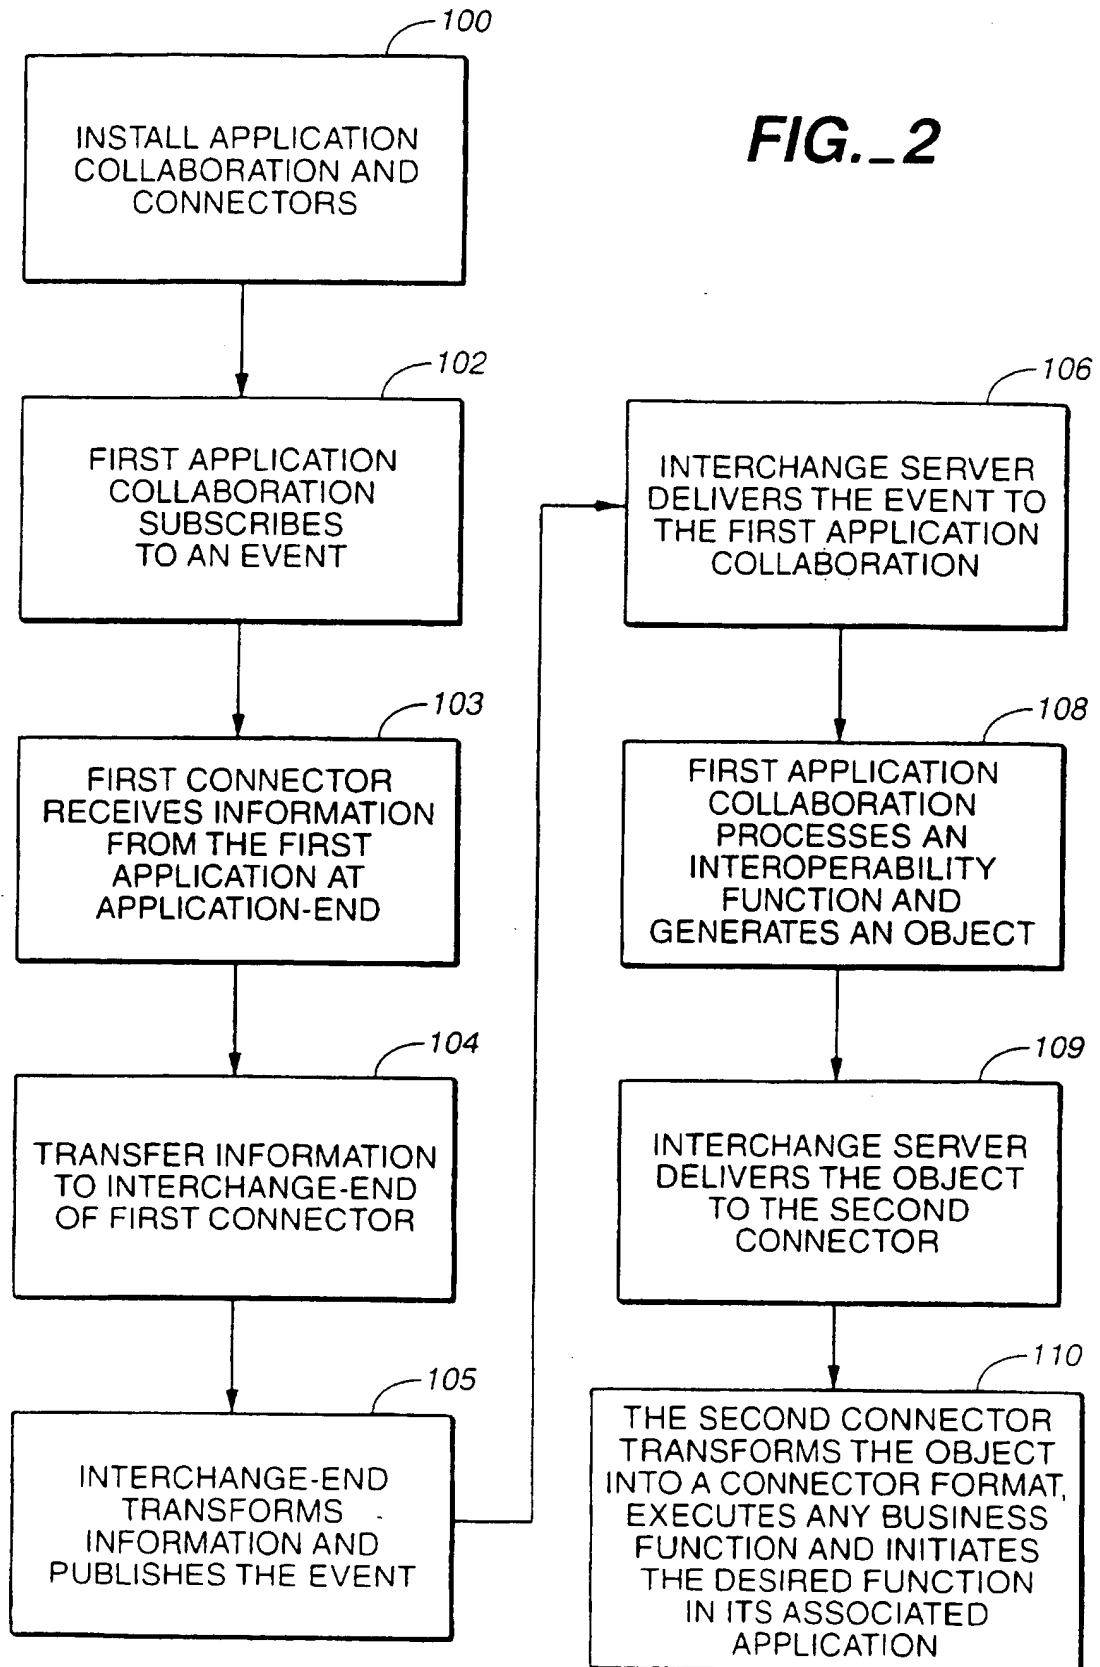 100
INSTALL APPLICATION
COLLABORATION AND
CONNECTORS
FIG._2
102
FIRST APPLICATION
COLLABORATION
SUBSCRIBES
TO AN EVENT
103
FIRST CONNECTOR
RECEIVES INFORMATION
FROM THE FIRST
APPLICATION AT
APPLICATION-END
104
TRANSFER INFORMATION
TO INTERCHANGE-END
OF FIRST CONNECTOR
105
INTERCHANGE-END
TRANSFORMS
INFORMATION AND
PUBLISHES THE EVENT
106
INTERCHANGE SERVER
DELIVERS THE EVENT TO
THE FIRST APPLICATION
COLLABORATION
108
FIRST APPLICATION
COLLABORATION
PROCESSES AN
INTEROPERABILITY
FUNCTION AND
GENERATES AN OBJECT
109
INTERCHANGE SERVER
DELIVERS THE OBJECT
TO THE SECOND
CONNECTOR
110
THE SECOND CONNECTOR
TRANSFORMS THE OBJECT
INTO A CONNECTOR FORMAT,
EXECUTES ANY BUSINESS
FUNCTION AND INITIATES
THE DESIRED FUNCTION
IN ITS ASSOCIATED
APPLICATION